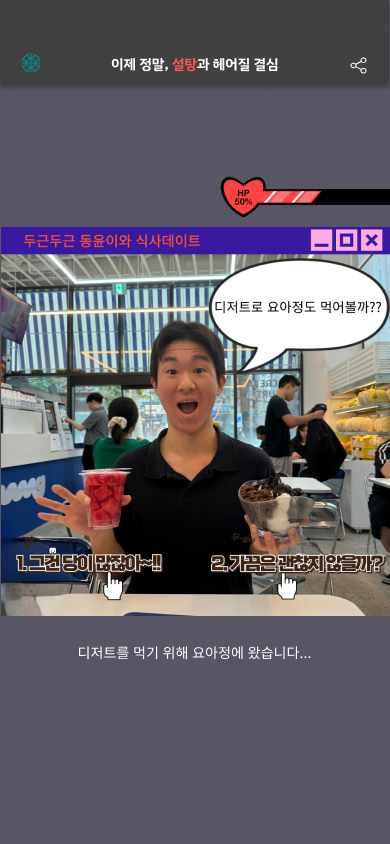 이제 정말, 설탕과 헤어질 결심
HP
50%
두근두근 동윤이와 식사데이트
디저트로 요아정도 먹어볼까??
1. 그건 당이 많잖아~!!
2. 가끔은 괜찮지 않을까?
디저트를 먹기 위해 요아정에 왔습니다...